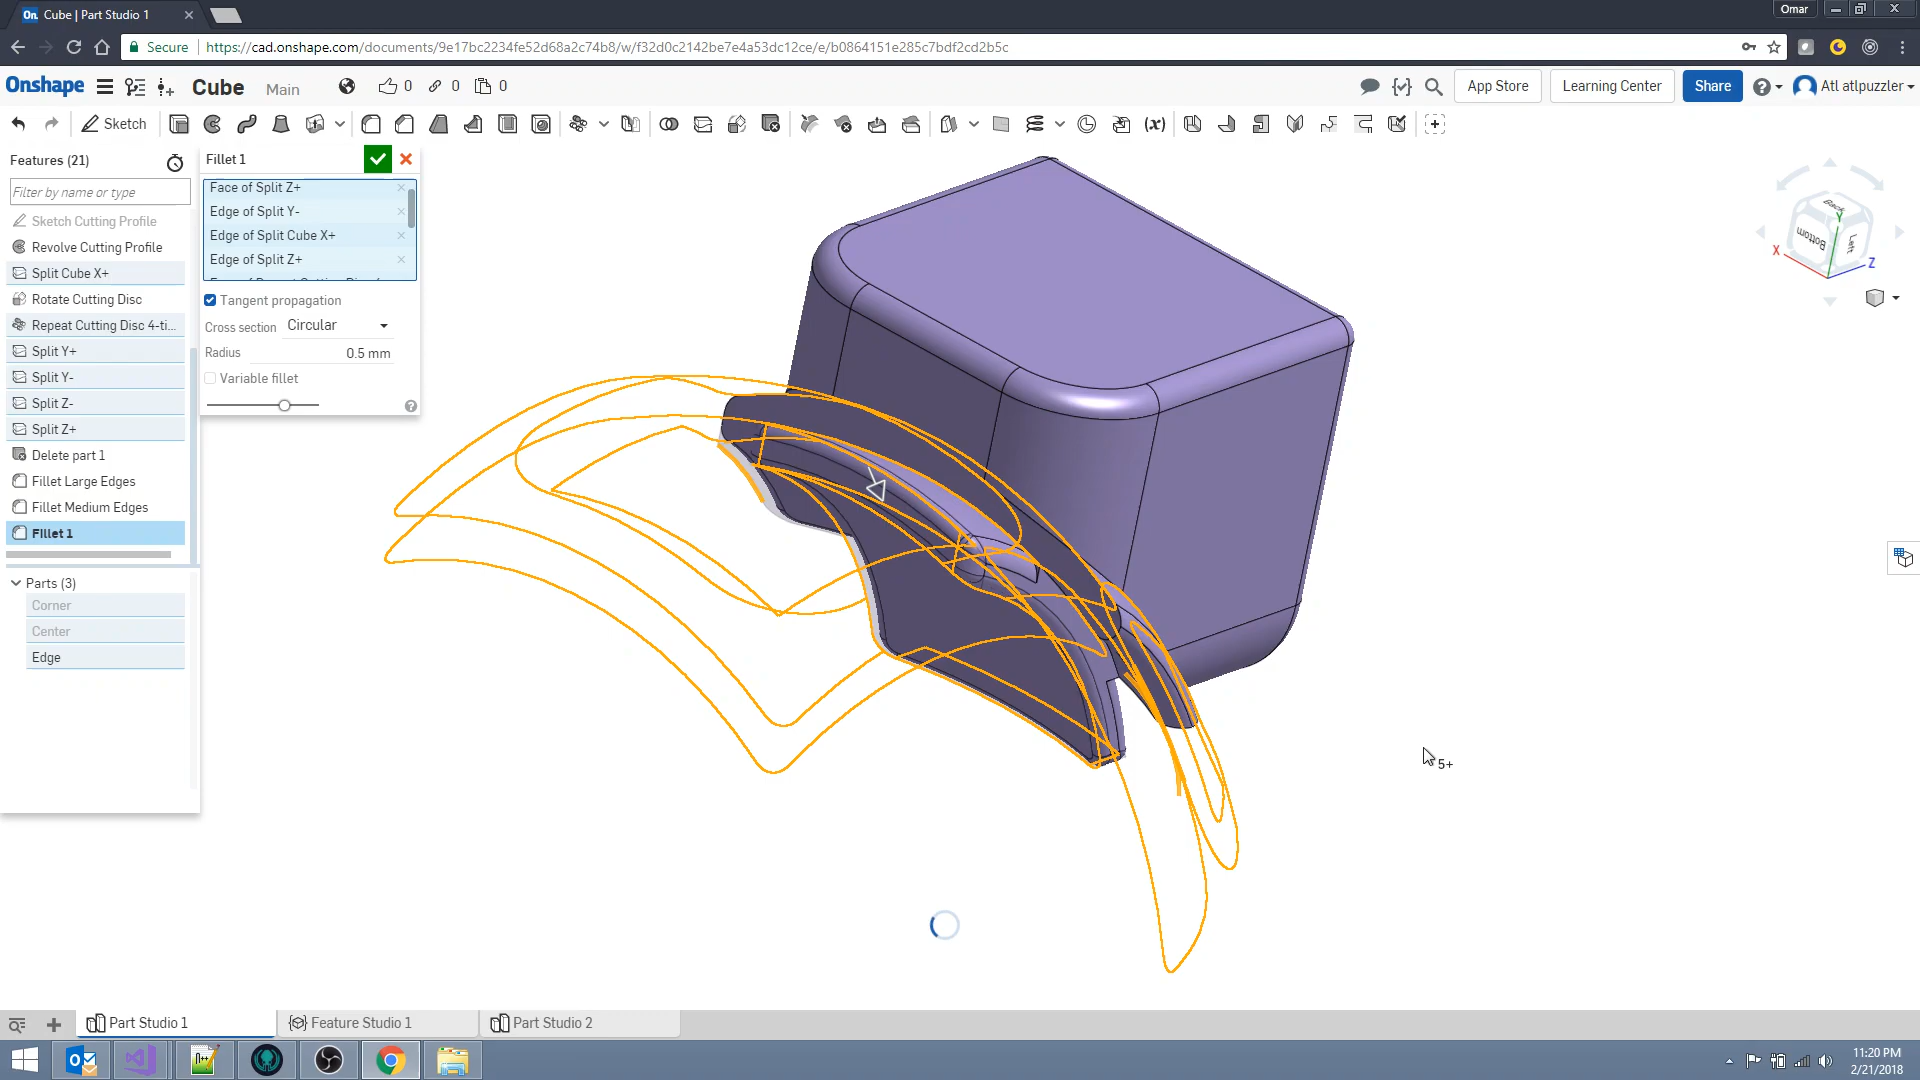 Cube | Part Studio 1
Omar
Secure
https://cad.onshape.com/documents/9e17bc2234fe52d68a2c74b8/w/f32d0c2142be7e4a53dc12ce/e/b0864151e285c7bdf2cd2b5c
Onshape
Cube
Main
0
0
0
App Store
Learning Center
Share
Atl atlpuzzler
Sketch
(x)
Features (21)
Filter by name or type
Sketch Cutting Profile
Revolve Cutting Profile
Split Cube X+
Rotate Cutting Disc
Repeat Cutting Disc 4-ti...
Split Y+
Split Y-
Split Z-
Split Z+
Delete part 1
Fillet Large Edges
Fillet Medium Edges
Fillet 1
Parts (3)
Corner
Center
Edge
Fillet 1
Face of Split Z+
Edge of Split Y-
Edge of Split Cube X+
Edge of Split Z+
Tangent propagation
Cross section
Circular
Radius
0.5 mm
Variable fillet
Back
Bottom
Left
X
Y
Z
5+
Part Studio 1
Feature Studio 1
Part Studio 2
11:20 PM
2/21/2018